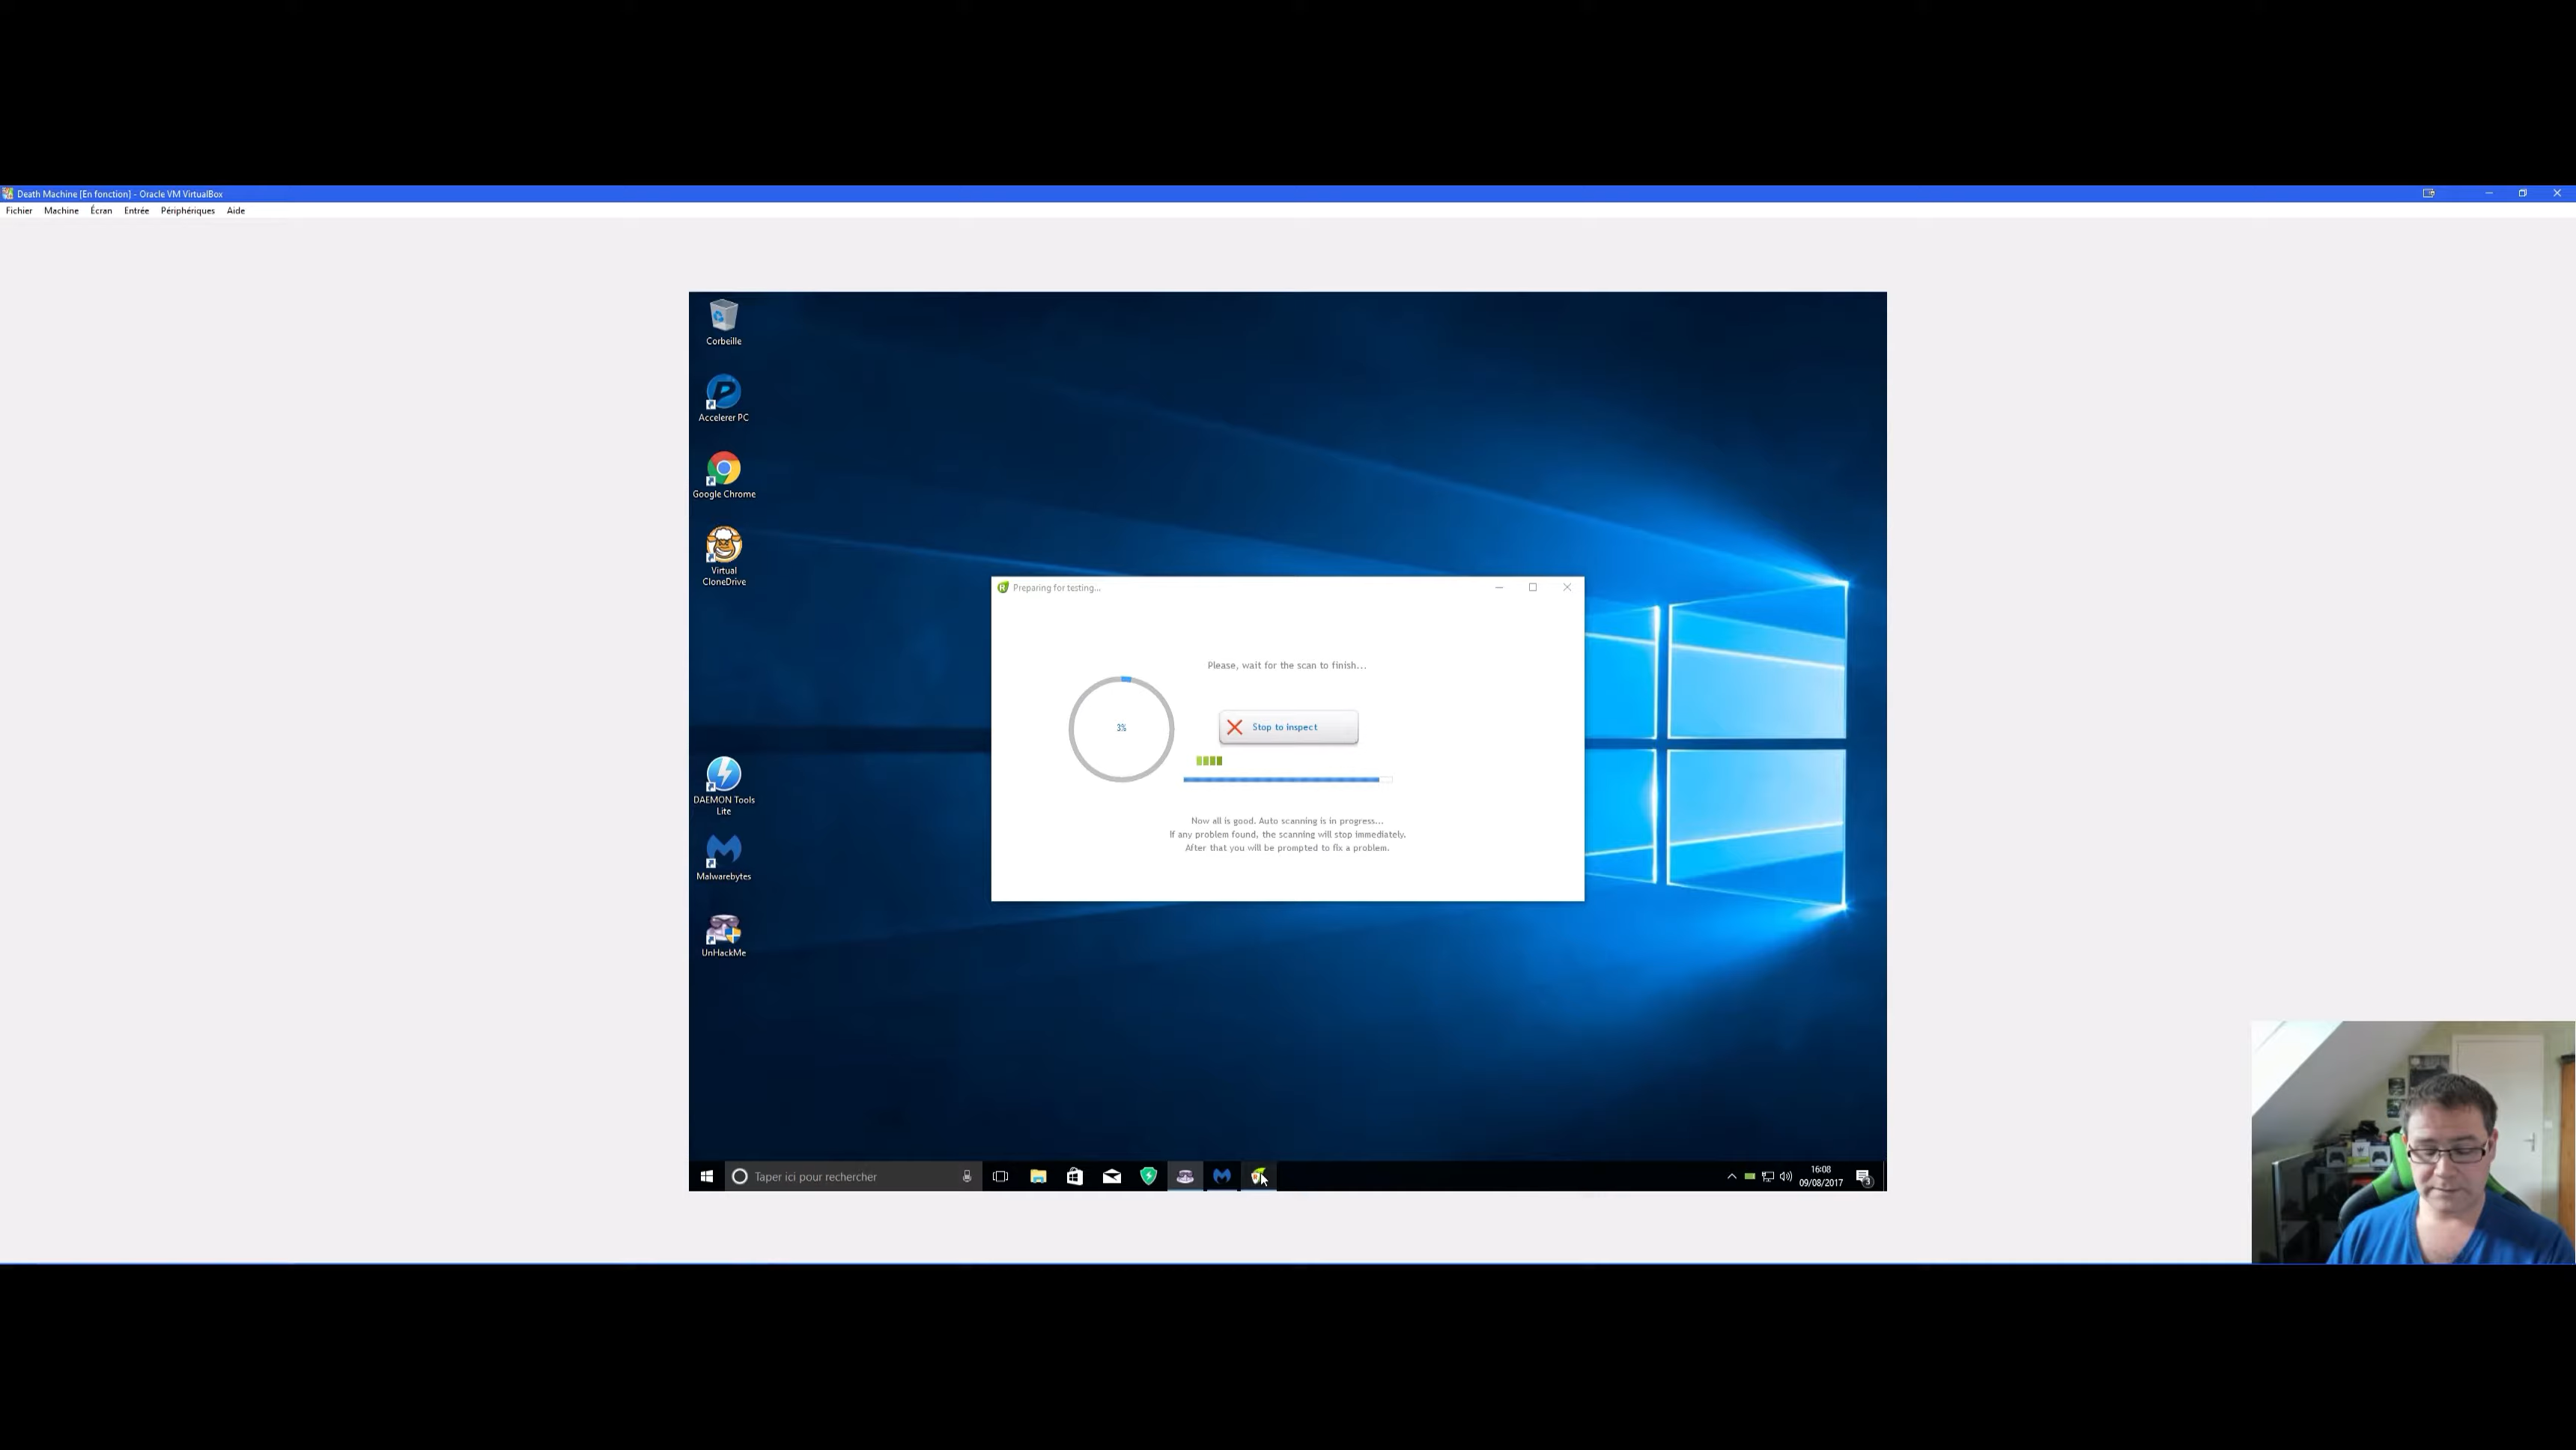 Death Machine [En fonction] - Oracle VM VirtualBox
Fichier Machine Écran Entrée Périphériques Aide
Corbeille
Accelerer PC
Google Chrome
Virtual
CloneDrive
DAEMON Tools
Lite
Malwarebytes
UnHackMe
Preparing for testing...
Please, wait for the scan to finish...
3%
Stop to inspect
Now all is good. Auto scanning is in progress...
If any problem found, the scanning will stop immediately.
After that you will be prompted to fix a problem.
Taper ici pour rechercher
16:08
09/08/2017
3